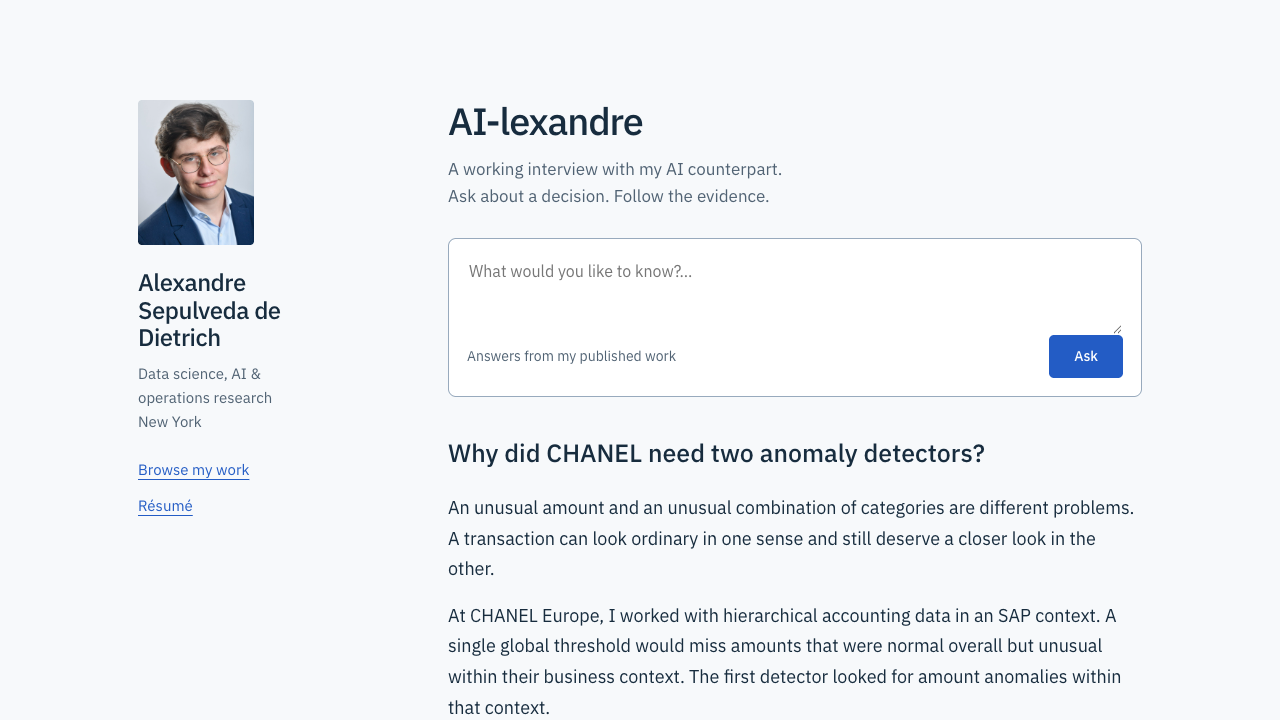 Alexandre
Sepulveda de
Dietrich
Data science, AI &
operations research
New York
Browse my work
Résumé
AI-lexandre
A working interview with my AI counterpart.
Ask about a decision. Follow the evidence.
What would you like to know?...
Answers from my published work
Ask
Why did CHANEL need two anomaly detectors?
An unusual amount and an unusual combination of categories are different problems.
A transaction can look ordinary in one sense and still deserve a closer look in the
other.
At CHANEL Europe, I worked with hierarchical accounting data in an SAP context. A
single global threshold would miss amounts that were normal overall but unusual
within their business context. The first detector looked for amount anomalies within
that context.